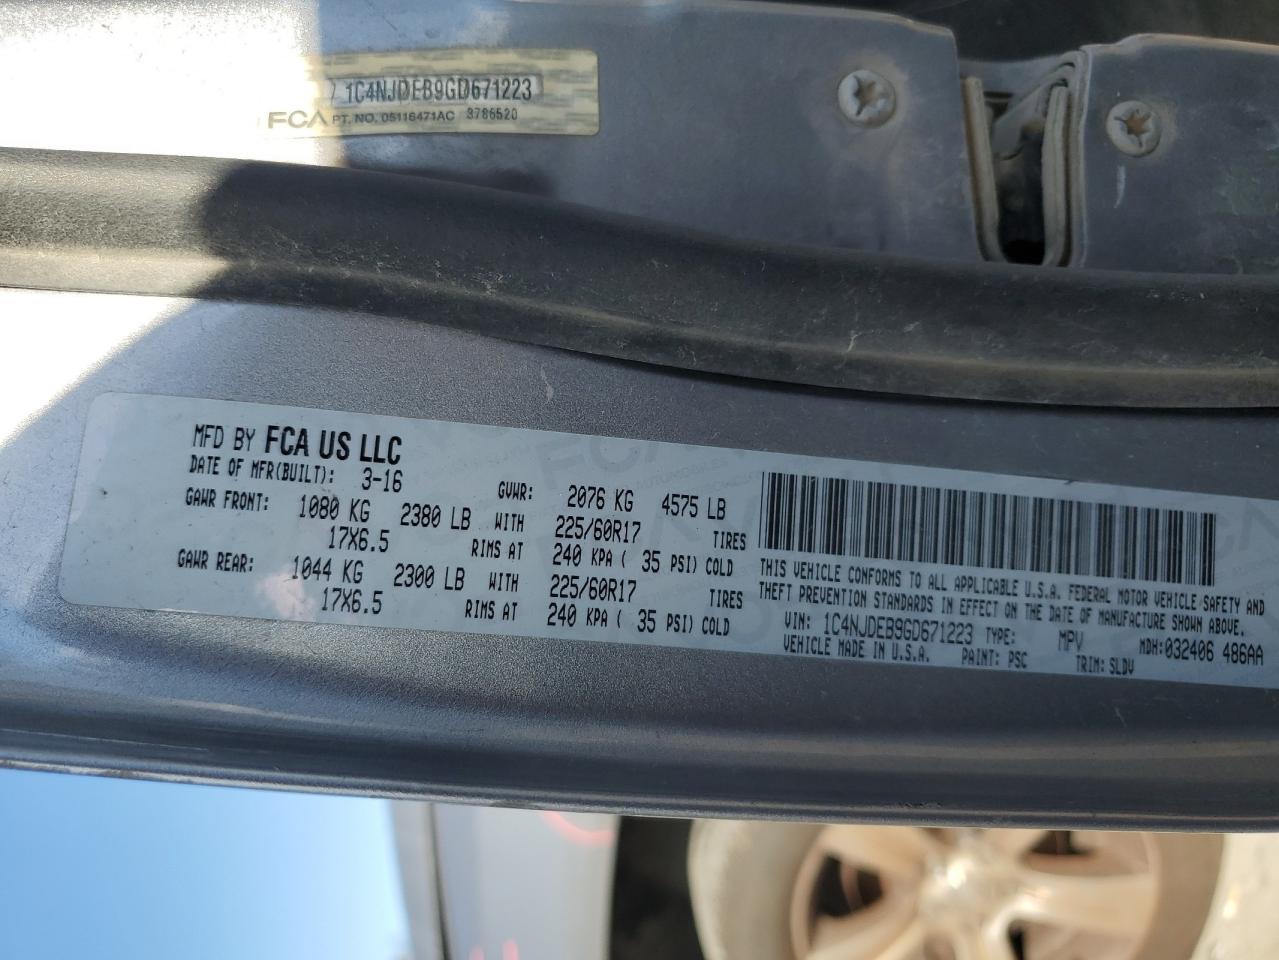 1C4NJDEB9GD671223
FCA PT. NO. 05116471AC 3786520
MFD BY FCA US LLC
DATE OF MFR(BUILT): 3-16 GVWR: 2076 KG 4575 LB
GAWR FRONT: 1080 KG 2380 LB WITH 225/60R17 TIRES
17X6.5 RIMS AT 240 KPA ( 35 PSI) COLD
GAWR REAR: 1044 KG 2300 LB WITH 225/60R17 TIRES
17X6.5 RIMS AT 240 KPA ( 35 PSI) COLD
THIS VEHICLE CONFORMS TO ALL APPLICABLE U.S.A. FEDERAL MOTOR VEHICLE SAFETY AND
THEFT PREVENTION STANDARDS IN EFFECT ON THE DATE OF MANUFACTURE SHOWN ABOVE.
VIN: 1C4NJDEB9GD671223 TYPE: MPV MDH:032406 486AA
VEHICLE MADE IN U.S.A. PAINT: PSC TRIM: SLDV